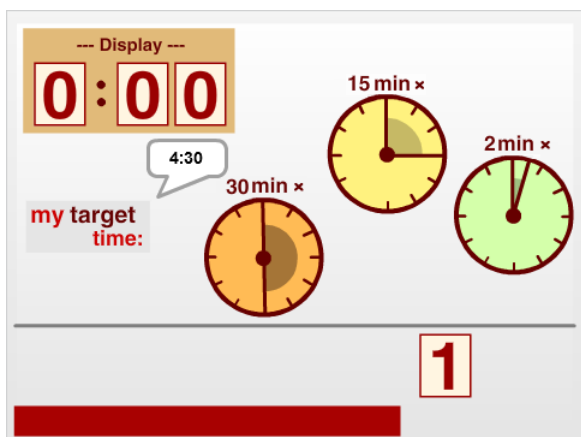 --- Display ---
0:00
15 min ×
2 min ×
4:30
30 min ×
my target
time:
1